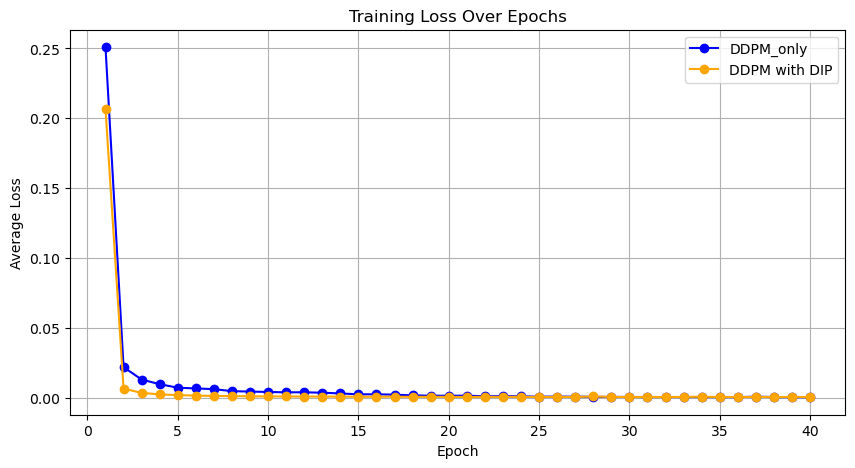 Training Loss Over Epochs
DDPM_only
DDPM with DIP
Average Loss
0.25
0.20
0.15
0.10
0.05
0.00
0 5 10 15 20 25 30 35 40
Epoch